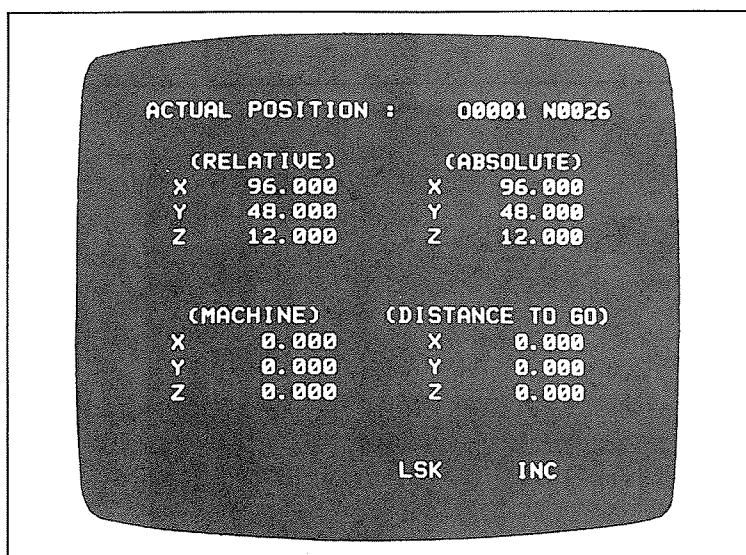 ACTUAL POSITION : O0001 N0026
(RELATIVE) (ABSOLUTE)
X 96.000 X 96.000
Y 48.000 Y 48.000
Z 12.000 Z 12.000
(MACHINE) (DISTANCE TO GO)
X 0.000 X 0.000
Y 0.000 Y 0.000
Z 0.000 Z 0.000
LSK INC